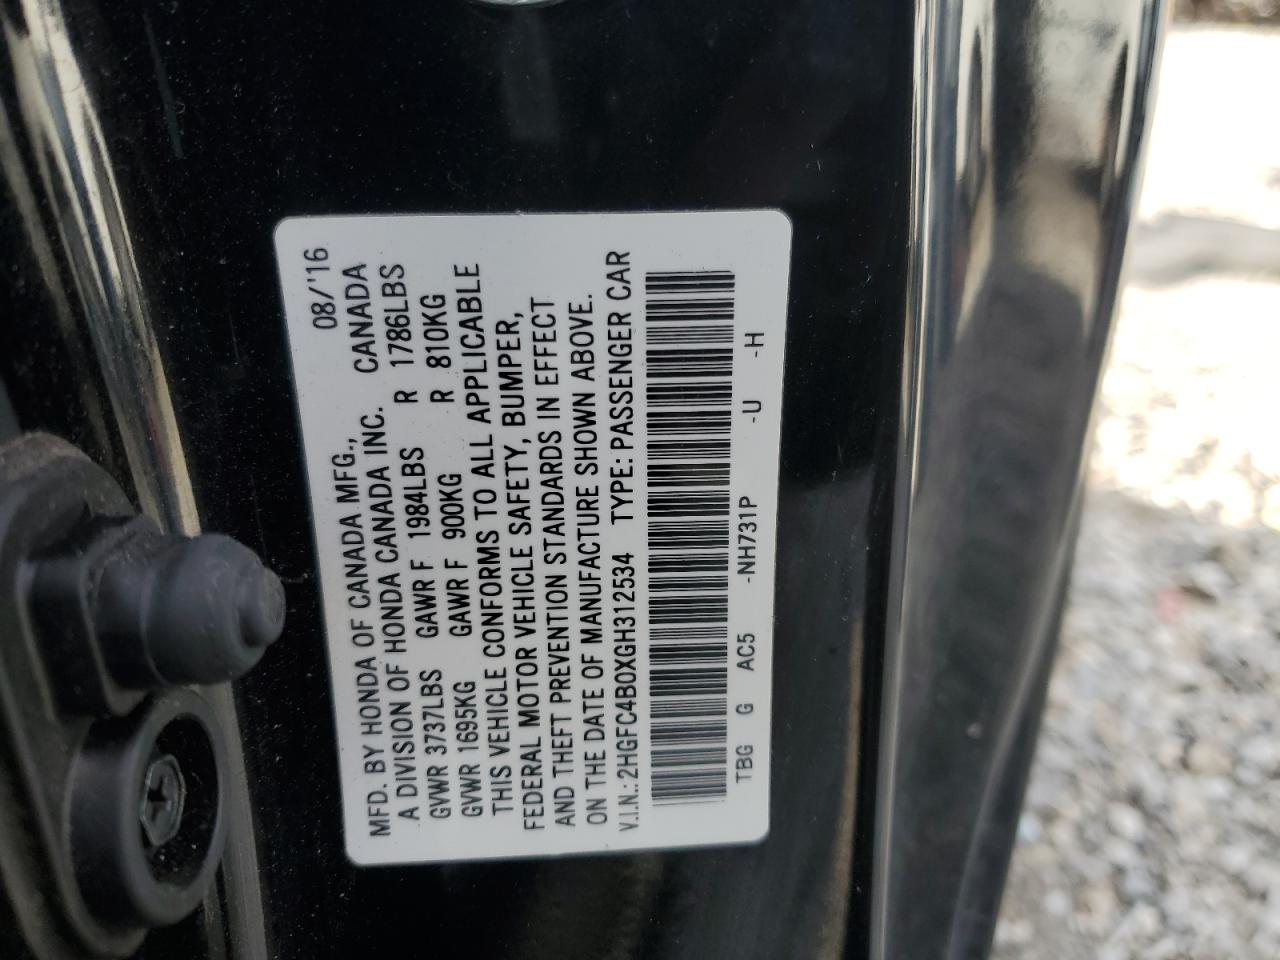 MFD. BY HONDA OF CANADA MFG., 08/'16
A DIVISION OF HONDA CANADA INC. CANADA
GVWR 3737LBS GAWR F 1984LBS R 1786LBS
GVWR 1695KG GAWR F 900KG R 810KG
THIS VEHICLE CONFORMS TO ALL APPLICABLE
FEDERAL MOTOR VEHICLE SAFETY, BUMPER,
AND THEFT PREVENTION STANDARDS IN EFFECT
ON THE DATE OF MANUFACTURE SHOWN ABOVE.
V.I.N.: 2HGFC4B0XGH312534 TYPE: PASSENGER CAR
TBG G AC5 -NH731P -U -H